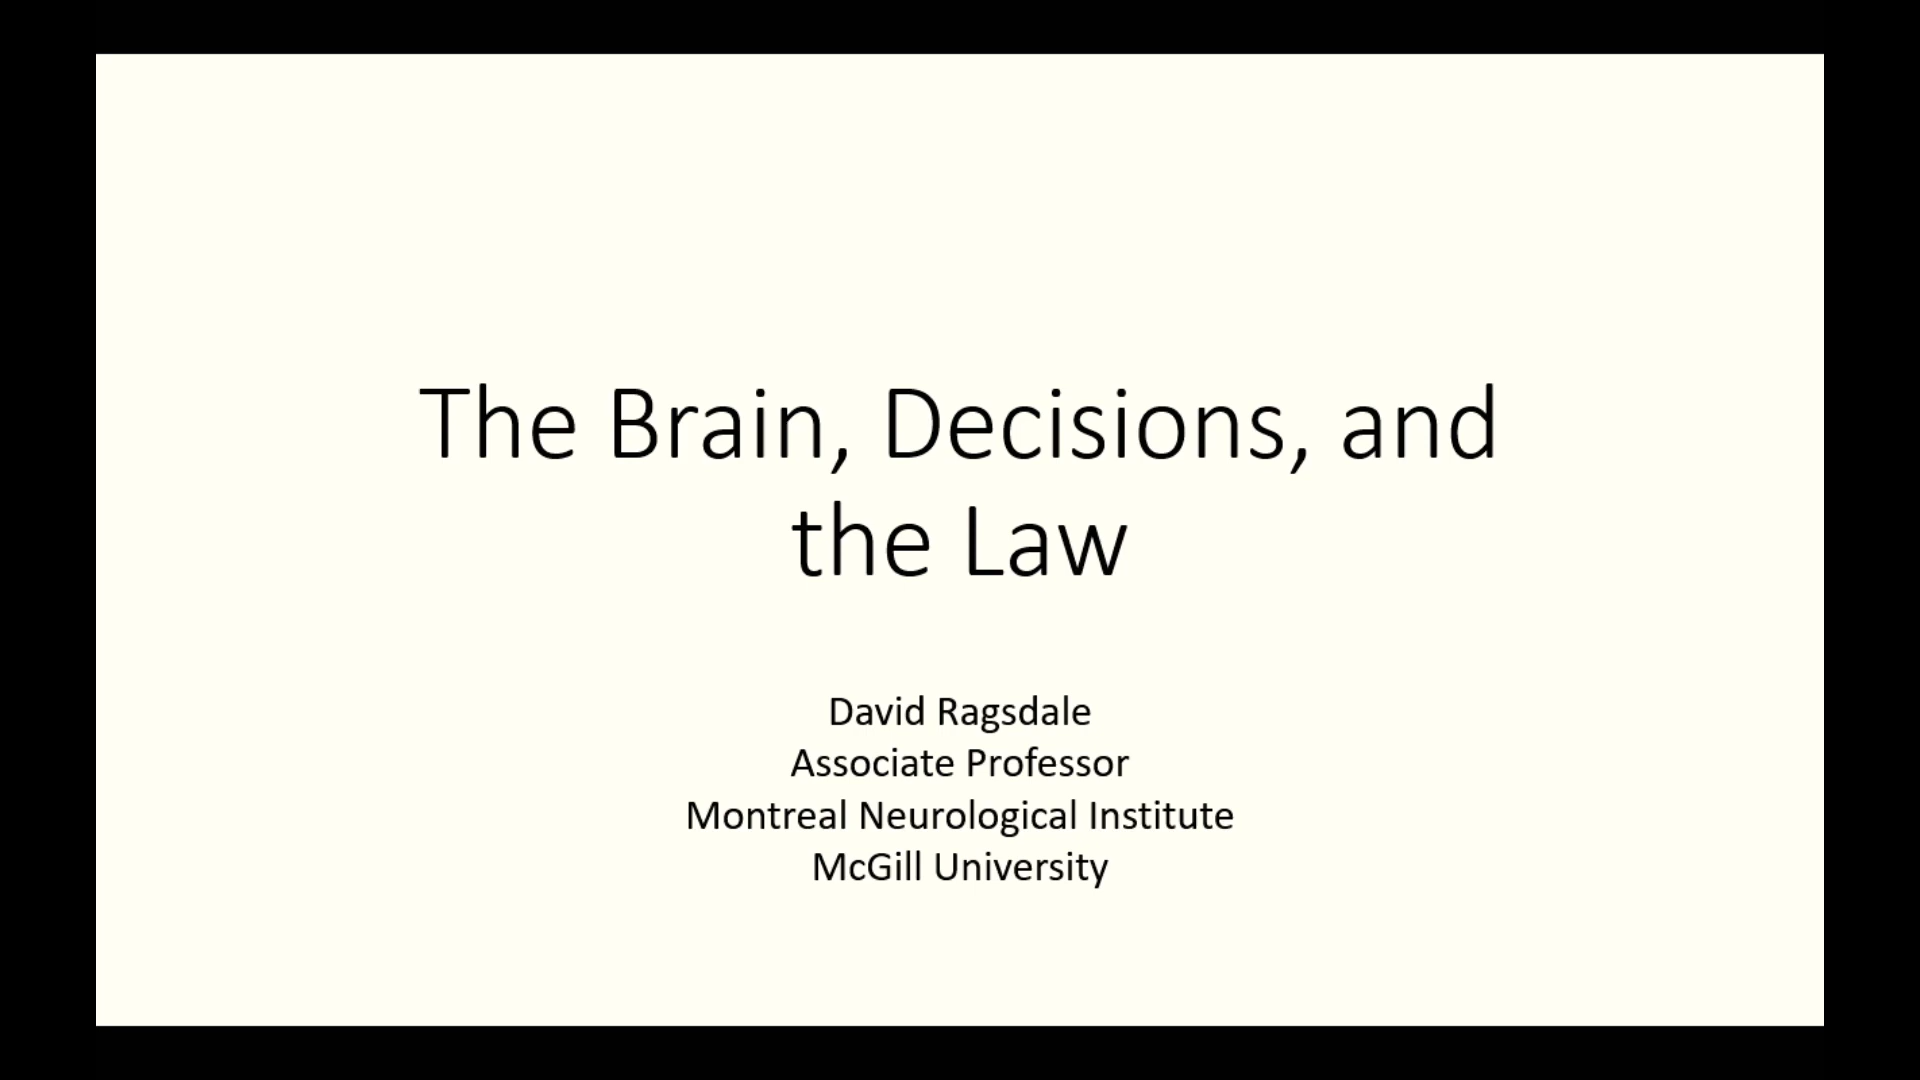 The Brain, Decisions, and
the Law
David Ragsdale
Associate Professor
Montreal Neurological Institute
McGill University